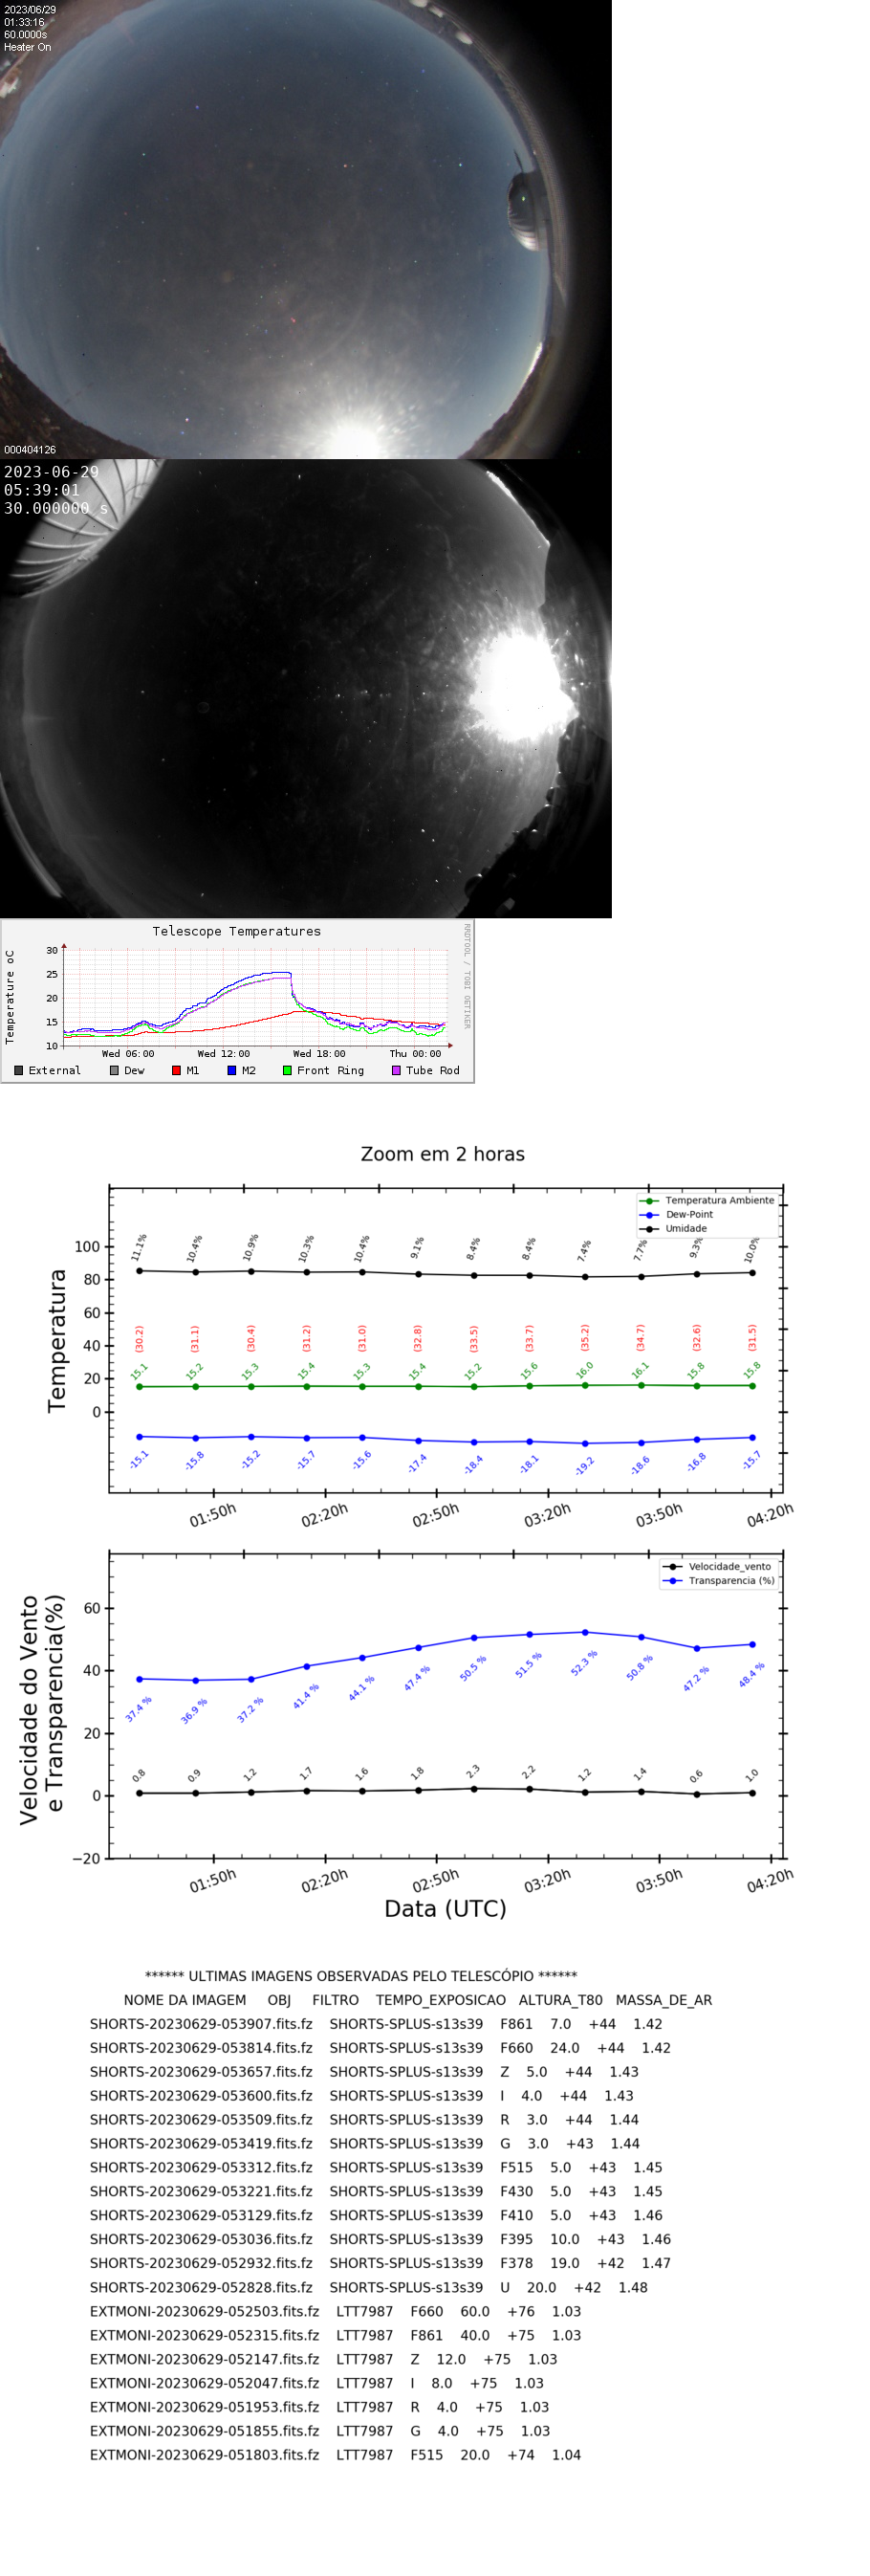 2023/06/29
01:33:16
60.0000s
Heater On
000404126
2023-06-29
05:39:01
30.000000 s
Telescope Temperatures
RRDTOOL / TOBI OETIKER
Temperature oC
30
25
20
15
10
Wed 06:00 Wed 12:00 Wed 18:00 Thu 00:00
External Dew M1 M2 Front Ring Tube Rod
Zoom em 2 horas
Temperatura Ambiente
Dew-Point
Umidade
Temperatura
100
80
60
40
20
0
11.1% 10.4% 10.9% 10.3% 10.4% 9.1% 8.4% 8.4% 7.4% 7.7% 9.3% 10.0%
(30.2) (31.1) (30.4) (31.2) (31.0) (32.8) (33.5) (33.7) (35.2) (34.7) (32.6) (31.5)
15.1 15.2 15.3 15.4 15.3 15.4 15.2 15.6 16.0 16.1 15.8 15.8
-15.1 -15.8 -15.2 -15.7 -15.6 -17.4 -18.4 -18.1 -19.2 -18.6 -16.8 -15.7
01:50h 02:20h 02:50h 03:20h 03:50h 04:20h
Velocidade_vento
Transparencia (%)
Velocidade do Vento
e Transparencia(%)
60
40
20
0
−20
37.4 % 36.9 % 37.2 % 41.4 % 44.1 % 47.4 % 50.5 % 51.5 % 52.3 % 50.8 % 47.2 % 48.4 %
0.8 0.9 1.2 1.7 1.6 1.8 2.3 2.2 1.2 1.4 0.6 1.0
01:50h 02:20h 02:50h 03:20h 03:50h 04:20h
Data (UTC)
****** ULTIMAS IMAGENS OBSERVADAS PELO TELESCÓPIO ******
NOME DA IMAGEM OBJ FILTRO TEMPO_EXPOSICAO ALTURA_T80 MASSA_DE_AR
SHORTS-20230629-053907.fits.fz SHORTS-SPLUS-s13s39 F861 7.0 +44 1.42
SHORTS-20230629-053814.fits.fz SHORTS-SPLUS-s13s39 F660 24.0 +44 1.42
SHORTS-20230629-053657.fits.fz SHORTS-SPLUS-s13s39 Z 5.0 +44 1.43
SHORTS-20230629-053600.fits.fz SHORTS-SPLUS-s13s39 I 4.0 +44 1.43
SHORTS-20230629-053509.fits.fz SHORTS-SPLUS-s13s39 R 3.0 +44 1.44
SHORTS-20230629-053419.fits.fz SHORTS-SPLUS-s13s39 G 3.0 +43 1.44
SHORTS-20230629-053312.fits.fz SHORTS-SPLUS-s13s39 F515 5.0 +43 1.45
SHORTS-20230629-053221.fits.fz SHORTS-SPLUS-s13s39 F430 5.0 +43 1.45
SHORTS-20230629-053129.fits.fz SHORTS-SPLUS-s13s39 F410 5.0 +43 1.46
SHORTS-20230629-053036.fits.fz SHORTS-SPLUS-s13s39 F395 10.0 +43 1.46
SHORTS-20230629-052932.fits.fz SHORTS-SPLUS-s13s39 F378 19.0 +42 1.47
SHORTS-20230629-052828.fits.fz SHORTS-SPLUS-s13s39 U 20.0 +42 1.48
EXTMONI-20230629-052503.fits.fz LTT7987 F660 60.0 +76 1.03
EXTMONI-20230629-052315.fits.fz LTT7987 F861 40.0 +75 1.03
EXTMONI-20230629-052147.fits.fz LTT7987 Z 12.0 +75 1.03
EXTMONI-20230629-052047.fits.fz LTT7987 I 8.0 +75 1.03
EXTMONI-20230629-051953.fits.fz LTT7987 R 4.0 +75 1.03
EXTMONI-20230629-051855.fits.fz LTT7987 G 4.0 +75 1.03
EXTMONI-20230629-051803.fits.fz LTT7987 F515 20.0 +74 1.04